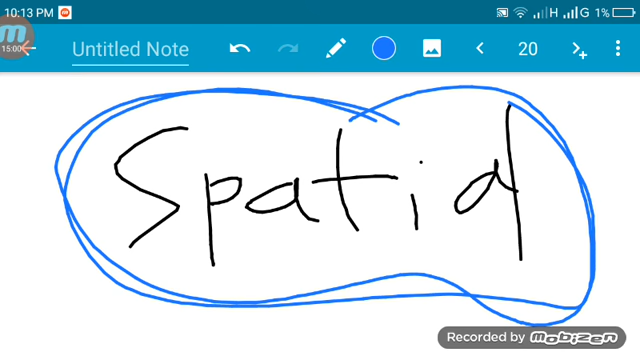 10:13 PM H G 1%
15:00 Untitled Note 20
Spatial
Recorded by mobizen